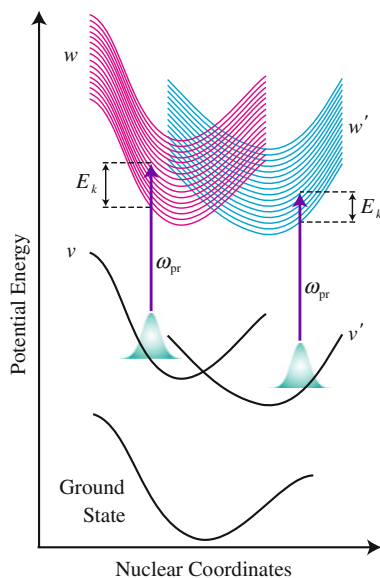 w
w'
E_k
E_k
v
ω_pr
ω_pr
v'
Ground
State
Potential Energy
Nuclear Coordinates